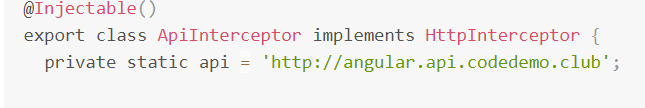 @Injectable()
export class ApiInterceptor implements HttpInterceptor {
private static api = 'http://angular.api.codedemo.club';